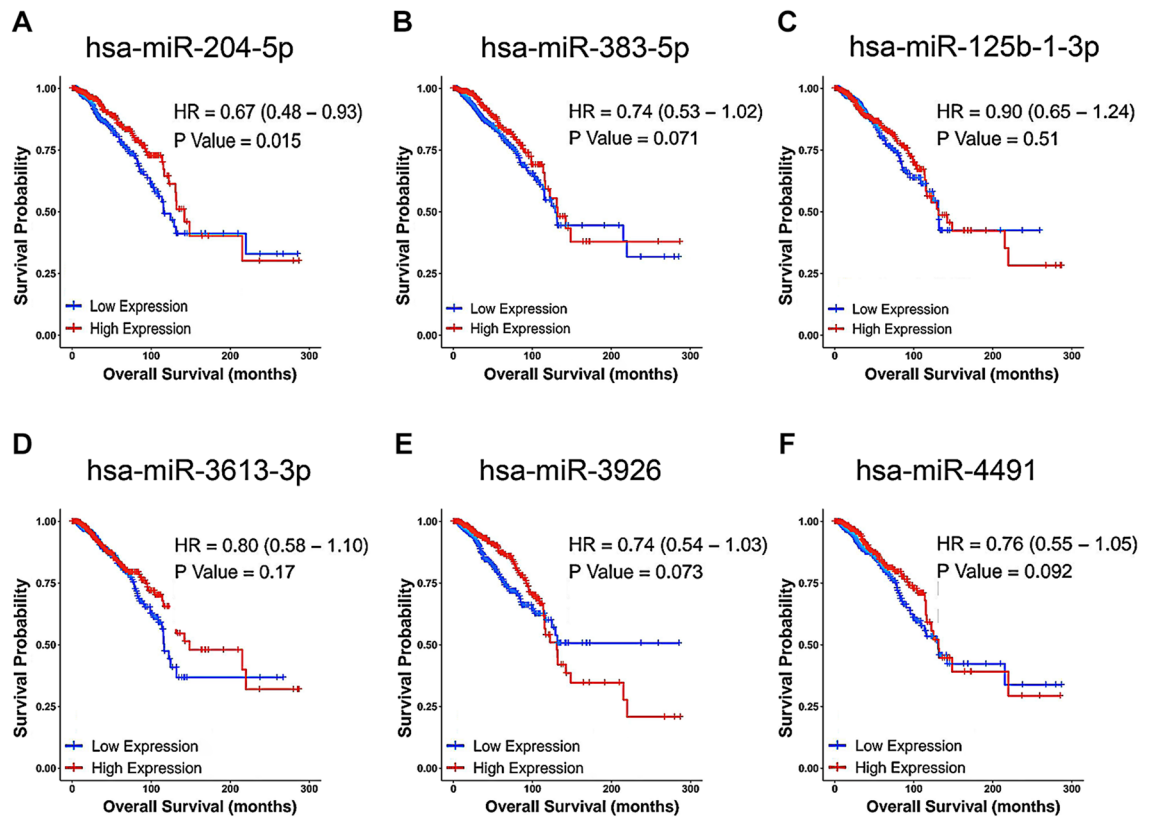 A
hsa-miR-204-5p
HR = 0.67 (0.48 – 0.93)
P Value = 0.015
1.00
0.75
0.50
0.25
0.00
Survival Probability
Low Expression
High Expression
0 100 200 300
Overall Survival (months)
B
hsa-miR-383-5p
HR = 0.74 (0.53 – 1.02)
P Value = 0.071
1.00
0.75
0.50
0.25
0.00
Survival Probability
Low Expression
High Expression
0 100 200 300
Overall Survival (months)
C
hsa-miR-125b-1-3p
HR = 0.90 (0.65 – 1.24)
P Value = 0.51
1.00
0.75
0.50
0.25
0.00
Survival Probability
Low Expression
High Expression
0 100 200 300
Overall Survival (months)
D
hsa-miR-3613-3p
HR = 0.80 (0.58 – 1.10)
P Value = 0.17
1.00
0.75
0.50
0.25
0.00
Survival Probability
Low Expression
High Expression
0 100 200 300
Overall Survival (months)
E
hsa-miR-3926
HR = 0.74 (0.54 – 1.03)
P Value = 0.073
1.00
0.75
0.50
0.25
0.00
Survival Probability
Low Expression
High Expression
0 100 200 300
Overall Survival (months)
F
hsa-miR-4491
HR = 0.76 (0.55 – 1.05)
P Value = 0.092
1.00
0.75
0.50
0.25
0.00
Survival Probability
Low Expression
High Expression
0 100 200 300
Overall Survival (months)